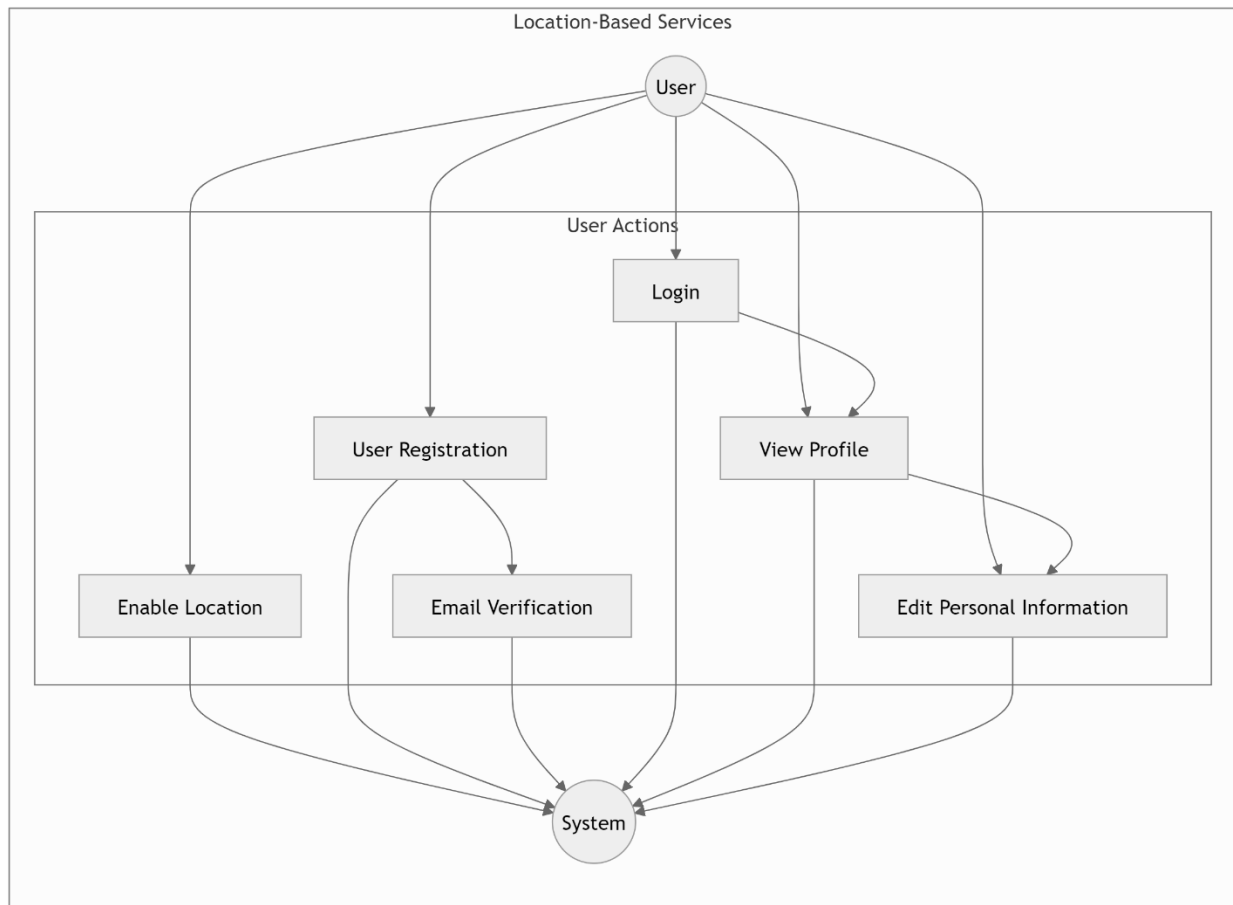 Location-Based Services
User
User Actions
Login
User Registration
View Profile
Enable Location
Email Verification
Edit Personal Information
System